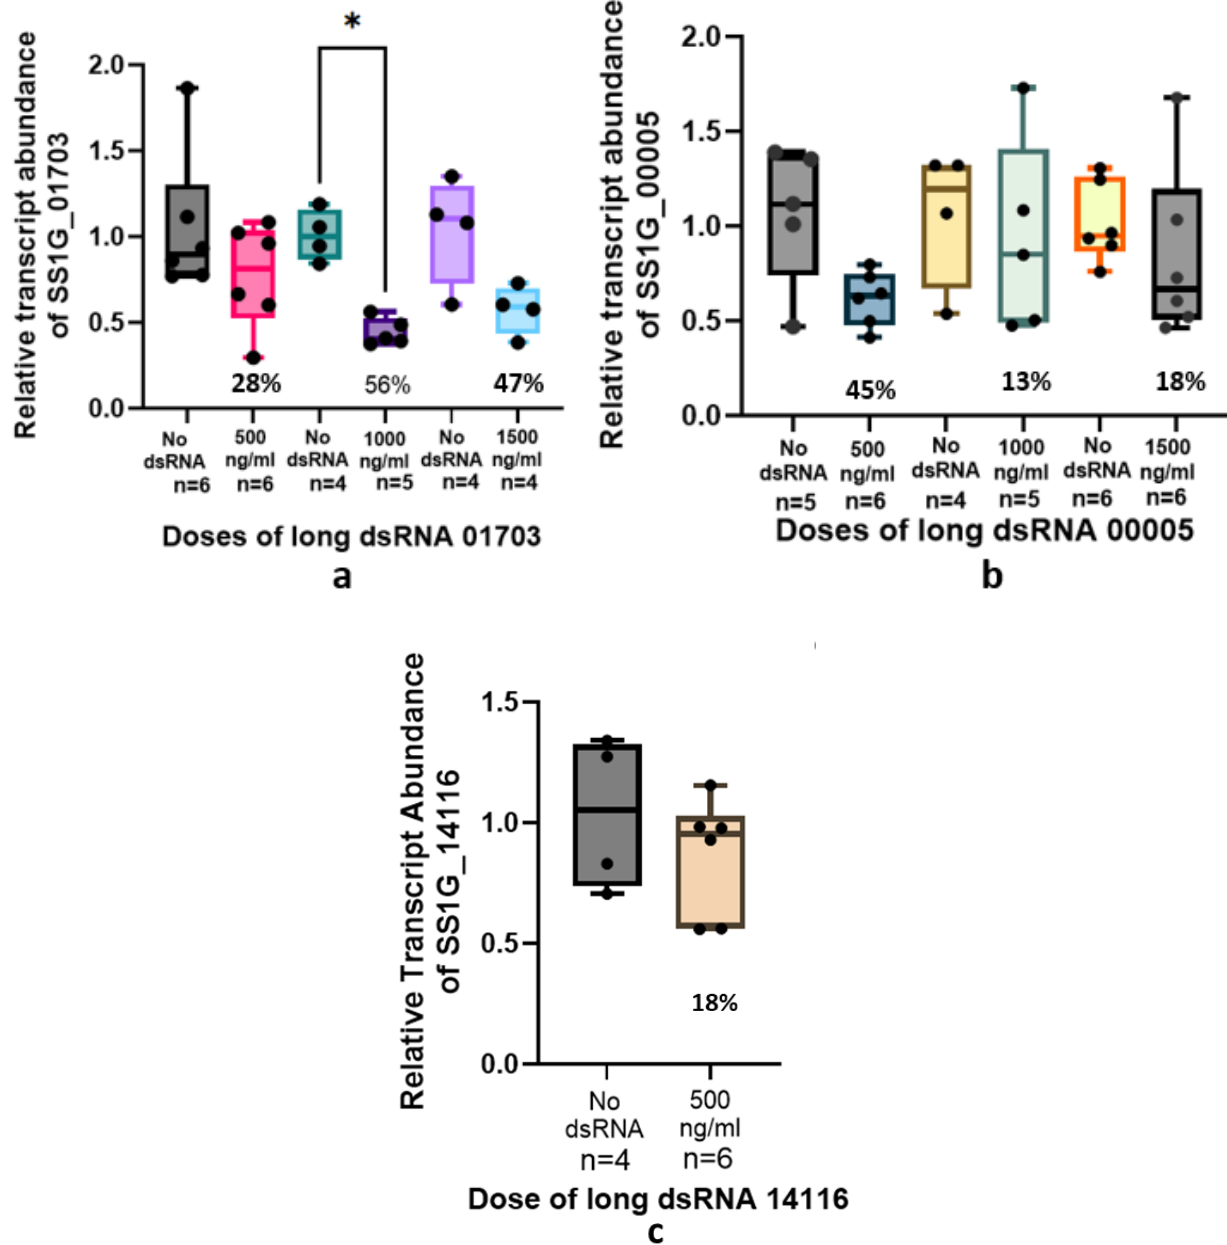 Relative transcript abundance
of SS1G_01703
*
2.0
1.5
1.0
0.5
0.0
28%
56%
47%
No dsRNA n=6
500 ng/ml n=6
No dsRNA n=4
1000 ng/ml n=5
No dsRNA n=4
1500 ng/ml n=4
Doses of long dsRNA 01703
a
Relative transcript abundance
of SS1G_00005
2.0
1.5
1.0
0.5
0.0
45%
13%
18%
No dsRNA n=5
500 ng/ml n=6
No dsRNA n=4
1000 ng/ml n=5
No dsRNA n=6
1500 ng/ml n=6
Doses of long dsRNA 00005
b
Relative Transcript Abundance
of SS1G_14116
1.5
1.0
0.5
0.0
18%
No dsRNA n=4
500 ng/ml n=6
Dose of long dsRNA 14116
c